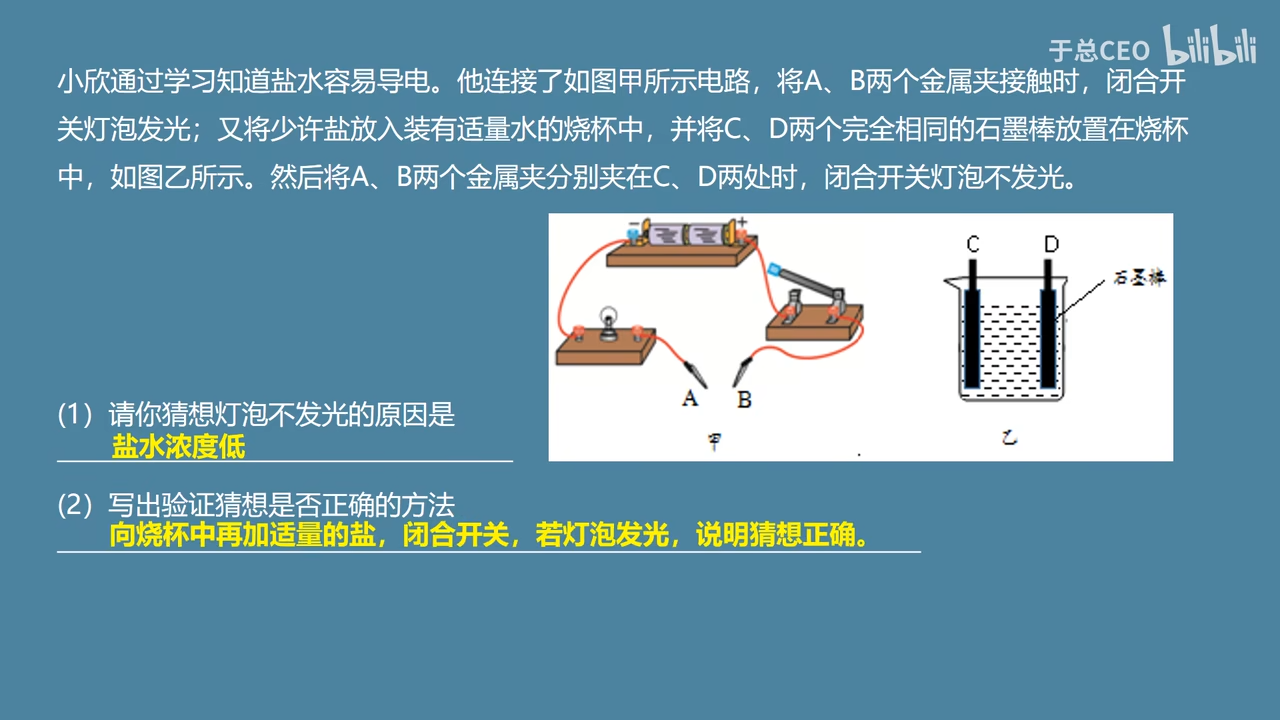 于总CEO bilibili
小欣通过学习知道盐水容易导电。他连接了如图甲所示电路，将A、B两个金属夹接触时，闭合开
关灯泡发光；又将少许盐放入装有适量水的烧杯中，并将C、D两个完全相同的石墨棒放置在烧杯
中，如图乙所示。然后将A、B两个金属夹分别夹在C、D两处时，闭合开关灯泡不发光。
− +
C D
石墨棒
A B
甲 乙
(1）请你猜想灯泡不发光的原因是
盐水浓度低
(2）写出验证猜想是否正确的方法
向烧杯中再加适量的盐，闭合开关，若灯泡发光，说明猜想正确。